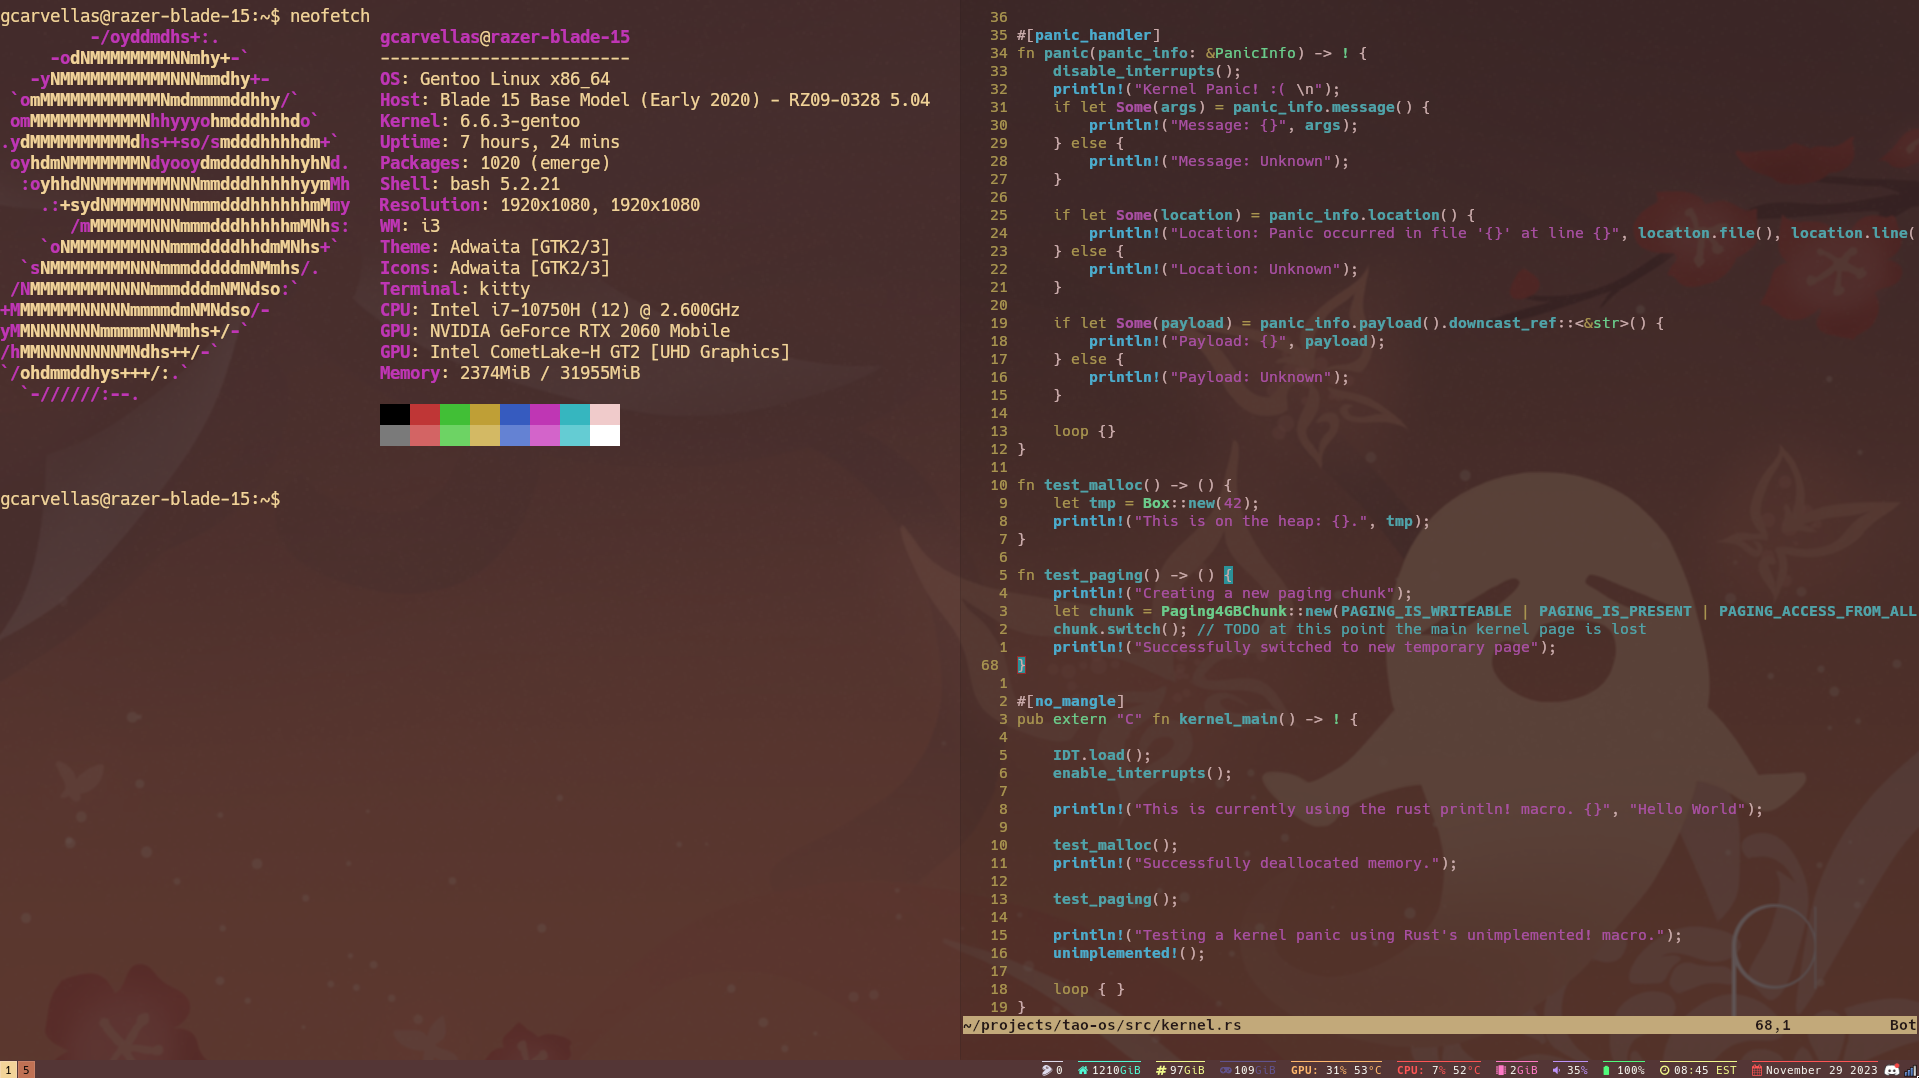 gcarvellas@razer-blade-15:~$ neofetch
-/oyddmdhs+:.
-odNMMMMMMMMNNmhy+-`
-yNMMMMMMMMMMMNNNmmdhy+-
`omMMMMMMMMMMMMNmdmmmmddhhy/`
omMMMMMMMMMMMNhhyyyohmdddhhhdo`
.ydMMMMMMMMMMdhs++so/smdddhhhhdm+`
oyhdmNMMMMMMMNdyooydmddddhhhhyhNd.
:oyhhdNNMMMMMMMNNNmmdddhhhhhyymMh
.:+sydNMMMMMNNNmmmdddhhhhhhmMmy
/mMMMMMMNNNmmmdddhhhhhmMNhs:
`oNMMMMMMMNNNmmmddddhhdmMNhs+`
`sNMMMMMMMMNNNmmmdddddmNMmhs/.
/NMMMMMMMMNNNNmmmdddmNMNdso:`
+MMMMMMMNNNNNmmmmdmNMNdso/-
yMMNNNNNNNmmmmmNNMmhs+/-`
/hMMNNNNNNNNMNdhs++/-`
`/ohdmmddhys+++/:.`
`-//////:--.
gcarvellas@razer-blade-15
-------------------------
OS: Gentoo Linux x86_64
Host: Blade 15 Base Model (Early 2020) - RZ09-0328 5.04
Kernel: 6.6.3-gentoo
Uptime: 7 hours, 24 mins
Packages: 1020 (emerge)
Shell: bash 5.2.21
Resolution: 1920x1080, 1920x1080
WM: i3
Theme: Adwaita [GTK2/3]
Icons: Adwaita [GTK2/3]
Terminal: kitty
CPU: Intel i7-10750H (12) @ 2.600GHz
GPU: NVIDIA GeForce RTX 2060 Mobile
GPU: Intel CometLake-H GT2 [UHD Graphics]
Memory: 2374MiB / 31955MiB
gcarvellas@razer-blade-15:~$
36
35 #[panic_handler]
34 fn panic(panic_info: &PanicInfo) -> ! {
33     disable_interrupts();
32     println!("Kernel Panic! :( \n");
31     if let Some(args) = panic_info.message() {
30         println!("Message: {}", args);
29     } else {
28         println!("Message: Unknown");
27     }
26
25     if let Some(location) = panic_info.location() {
24         println!("Location: Panic occurred in file '{}' at line {}", location.file(), location.line(
23     } else {
22         println!("Location: Unknown");
21     }
20
19     if let Some(payload) = panic_info.payload().downcast_ref::<&str>() {
18         println!("Payload: {}", payload);
17     } else {
16         println!("Payload: Unknown");
15     }
14
13     loop {}
12 }
11
10 fn test_malloc() -> () {
9     let tmp = Box::new(42);
8     println!("This is on the heap: {}.", tmp);
7 }
6
5 fn test_paging() -> () {
4     println!("Creating a new paging chunk");
3     let chunk = Paging4GBChunk::new(PAGING_IS_WRITEABLE | PAGING_IS_PRESENT | PAGING_ACCESS_FROM_ALL
2     chunk.switch(); // TODO at this point the main kernel page is lost
1     println!("Successfully switched to new temporary page");
68 }
1
2 #[no_mangle]
3 pub extern "C" fn kernel_main() -> ! {
4
5     IDT.load();
6     enable_interrupts();
7
8     println!("This is currently using the rust println! macro. {}", "Hello World");
9
10     test_malloc();
11     println!("Successfully deallocated memory.");
12
13     test_paging();
14
15     println!("Testing a kernel panic using Rust's unimplemented! macro.");
16     unimplemented!();
17
18     loop { }
19 }
~/projects/tao-os/src/kernel.rs 68,1 Bot
1 5 0 1210GiB 97GiB 109GiB GPU: 31% 53°C CPU: 7% 52°C 2GiB 35% 100% 08:45 EST November 29 2023